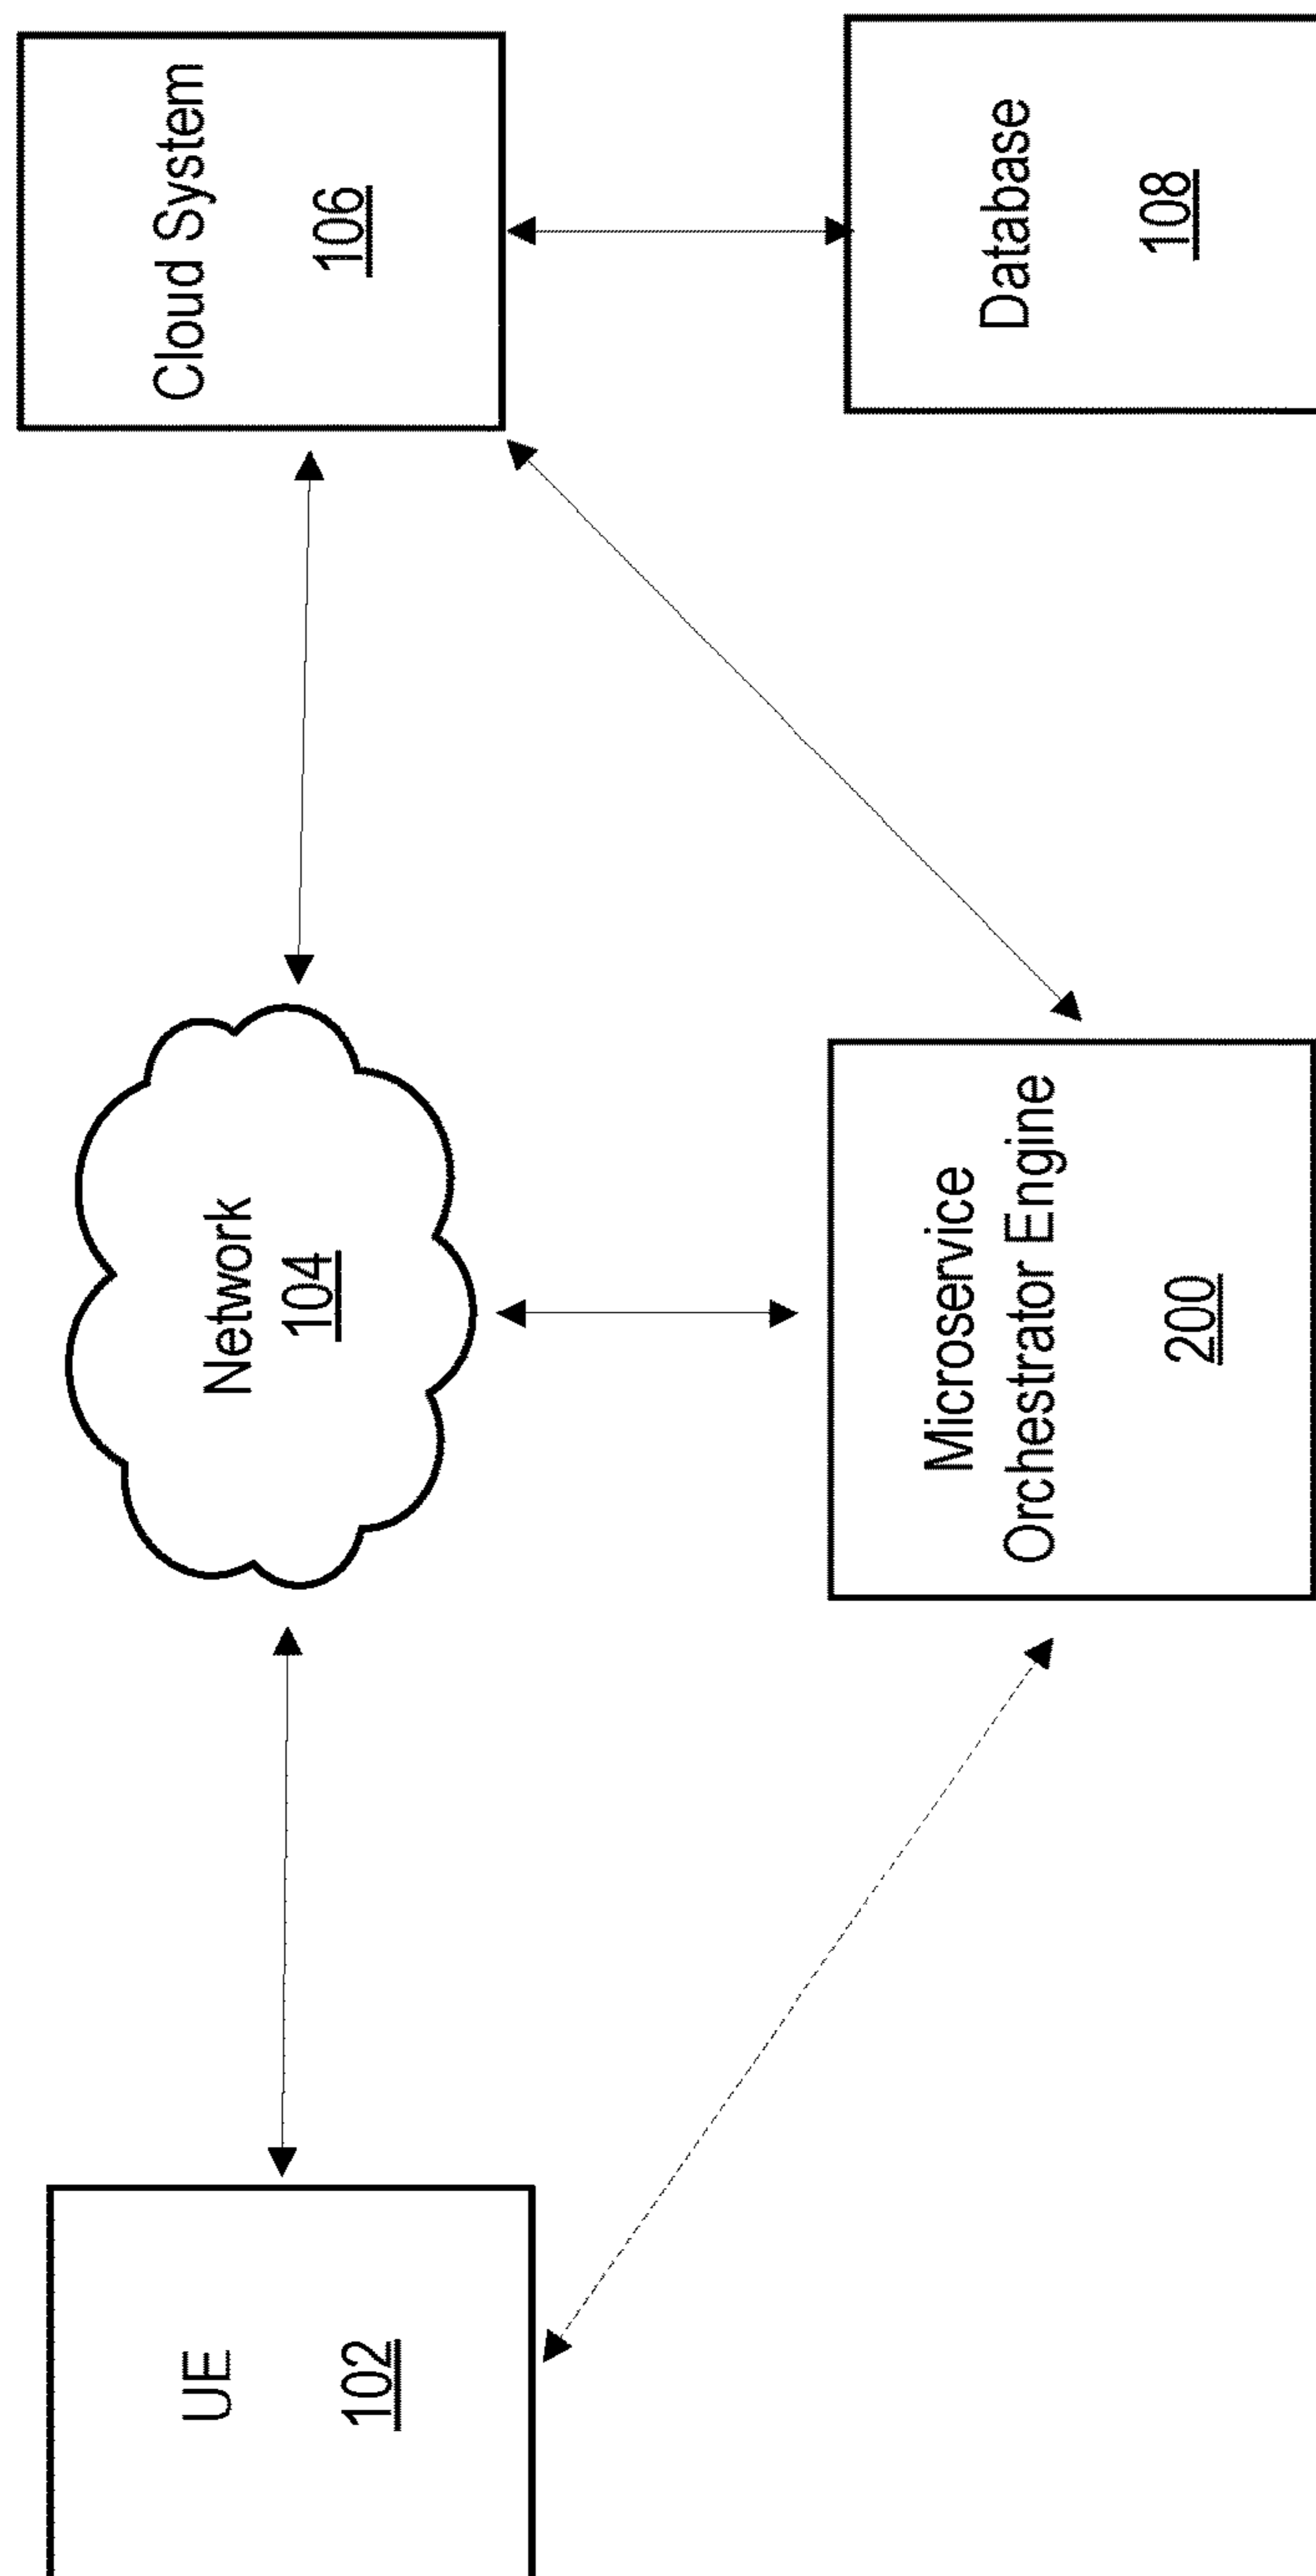 UE
102
Network
104
Cloud System
106
Microservice
Orchestrator Engine
200
Database
108